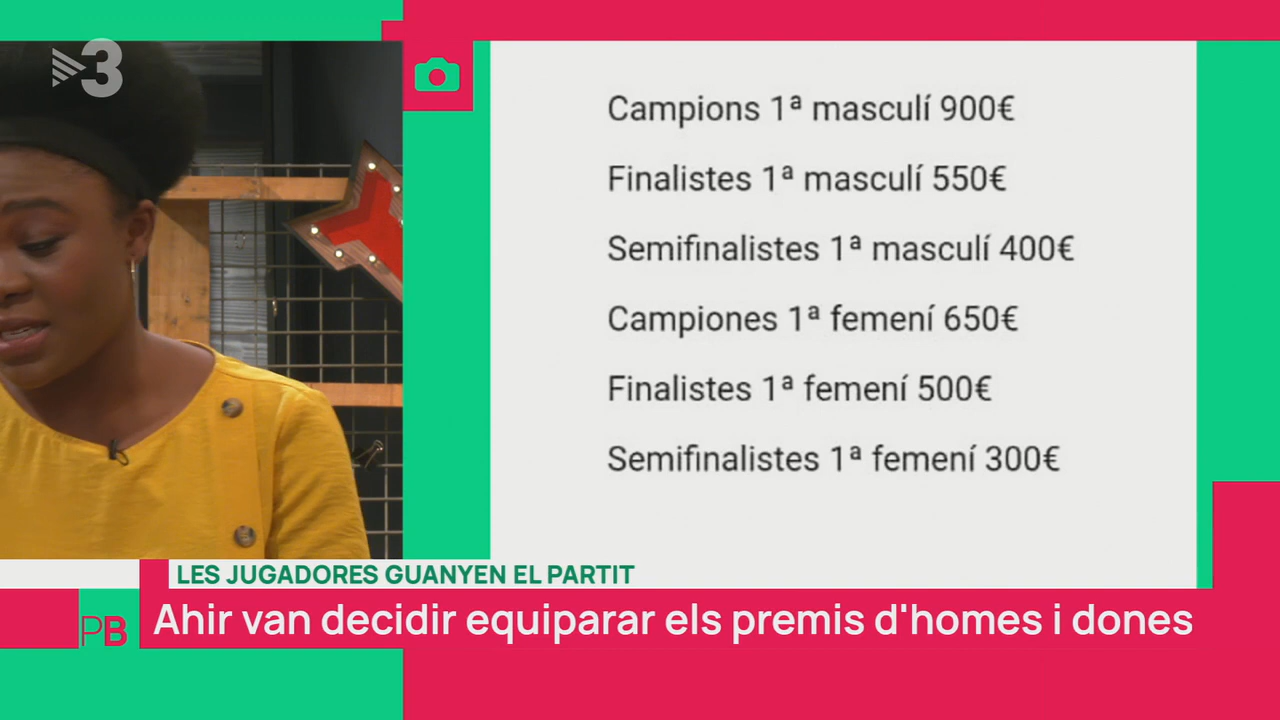 3
Campions 1ª masculí 900€
Finalistes 1ª masculí 550€
Semifinalistes 1ª masculí 400€
Campiones 1ª femení 650€
Finalistes 1ª femení 500€
Semifinalistes 1ª femení 300€
LES JUGADORES GUANYEN EL PARTIT
PB
Ahir van decidir equiparar els premis d'homes i dones